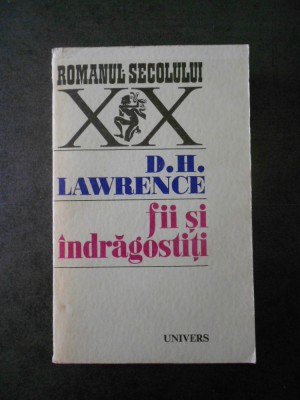 ROMANUL SECOLULUI
XX
D.H.
LAWRENCE
fii și
îndrăgostiți
UNIVERS